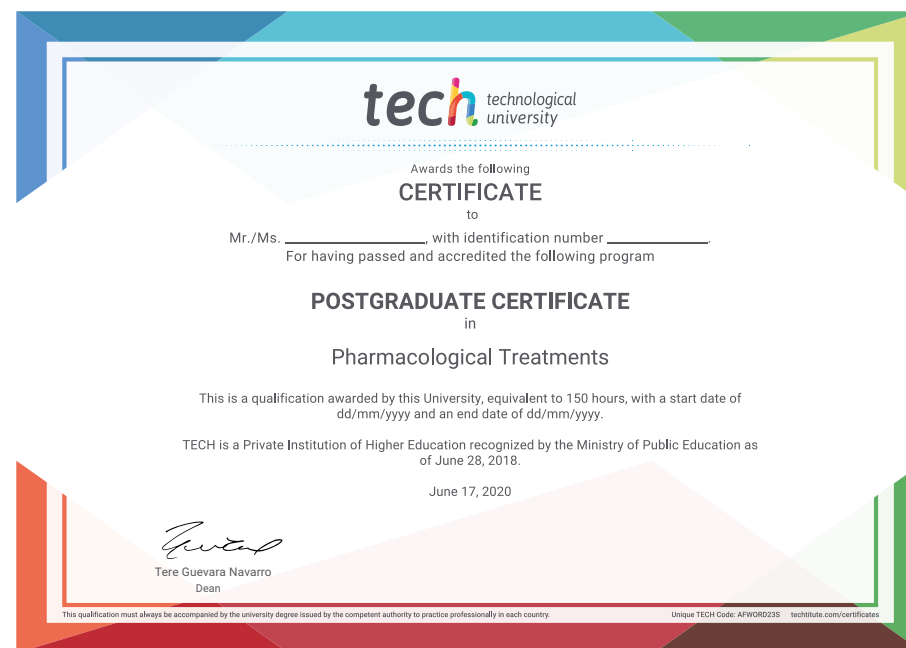 tech technological
university
Awards the following
CERTIFICATE
to
Mr./Ms. ____________________, with identification number ______________.
For having passed and accredited the following program
POSTGRADUATE CERTIFICATE
in
Pharmacological Treatments
This is a qualification awarded by this University, equivalent to 150 hours, with a start date of
dd/mm/yyyy and an end date of dd/mm/yyyy.
TECH is a Private Institution of Higher Education recognized by the Ministry of Public Education as
of June 28, 2018.
June 17, 2020
Tere Guevara Navarro
Dean
This qualification must always be accompanied by the university degree issued by the competent authority to practice professionally in each country. Unique TECH Code: AFWORD23S techtitute.com/certificates